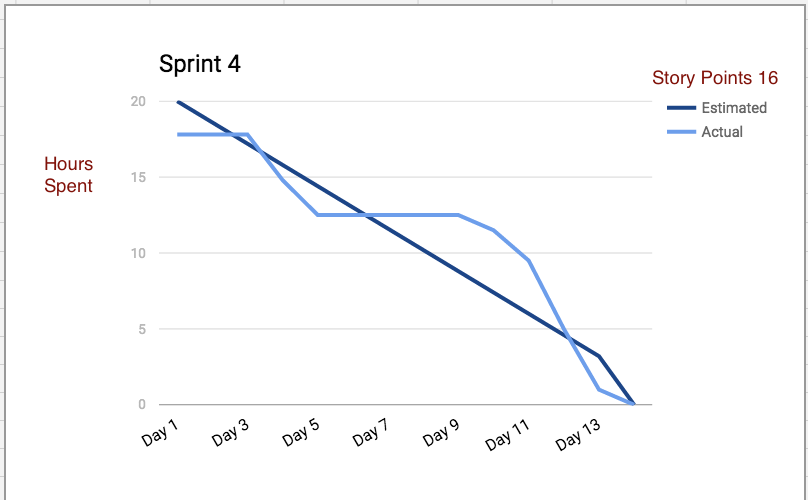 Sprint 4
Story Points 16
Estimated
Actual
Hours
Spent
20
15
10
5
0
Day 1
Day 3
Day 5
Day 7
Day 9
Day 11
Day 13